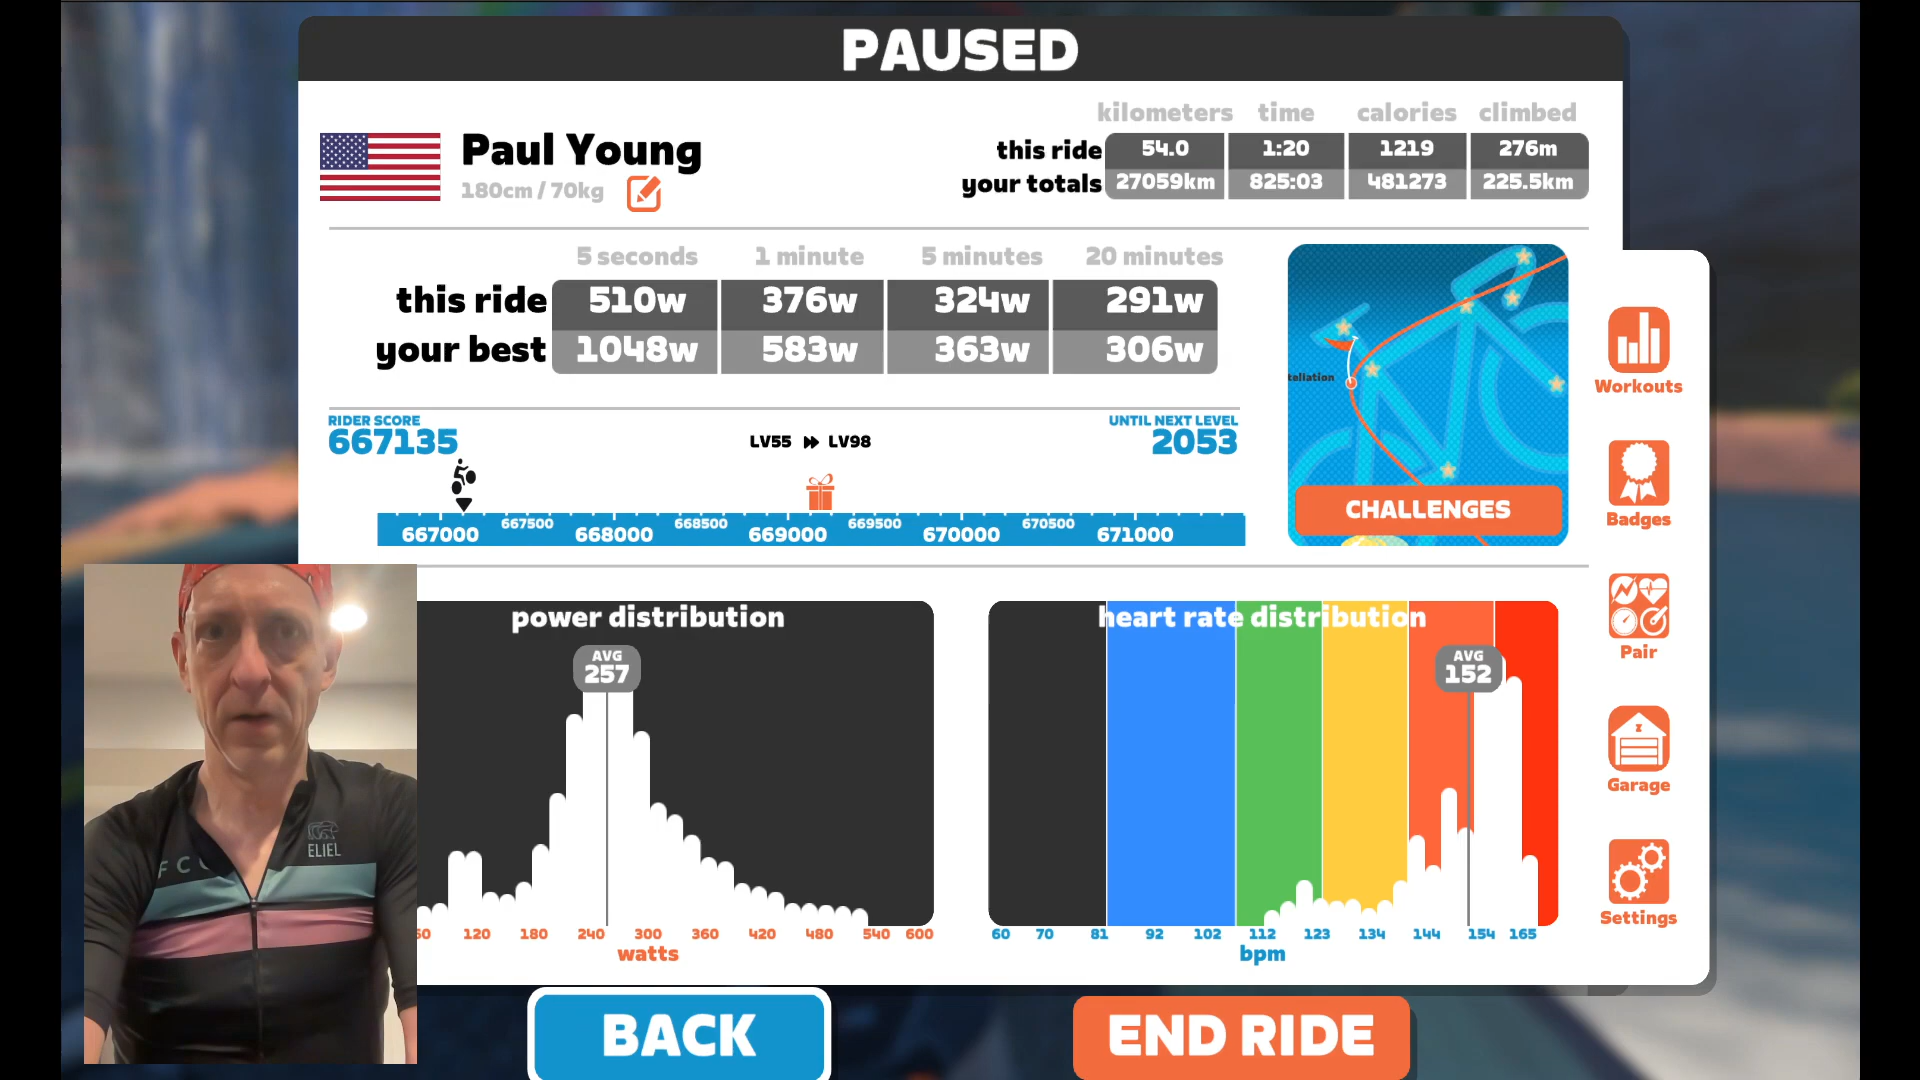 PAUSED
kilometers time calories climbed
Paul Young
180cm / 70kg
this ride 54.0 1:20 1219 276m
your totals 27059km 825:03 481273 225.5km
5 seconds 1 minute 5 minutes 20 minutes
this ride 510w 376w 324w 291w
your best 1048w 583w 363w 306w
RIDER SCORE
667135
LV55 LV98
UNTIL NEXT LEVEL
2053
667000 667500 668000 668500 669000 669500 670000 670500 671000
tellation
CHALLENGES
Workouts
Badges
Pair
Garage
Settings
power distribution
AVG
257
60 120 180 240 300 360 420 480 540 600
watts
heart rate distribution
AVG
152
60 70 81 92 102 112 123 134 144 154 165
bpm
FC
ELIEL
BACK
END RIDE